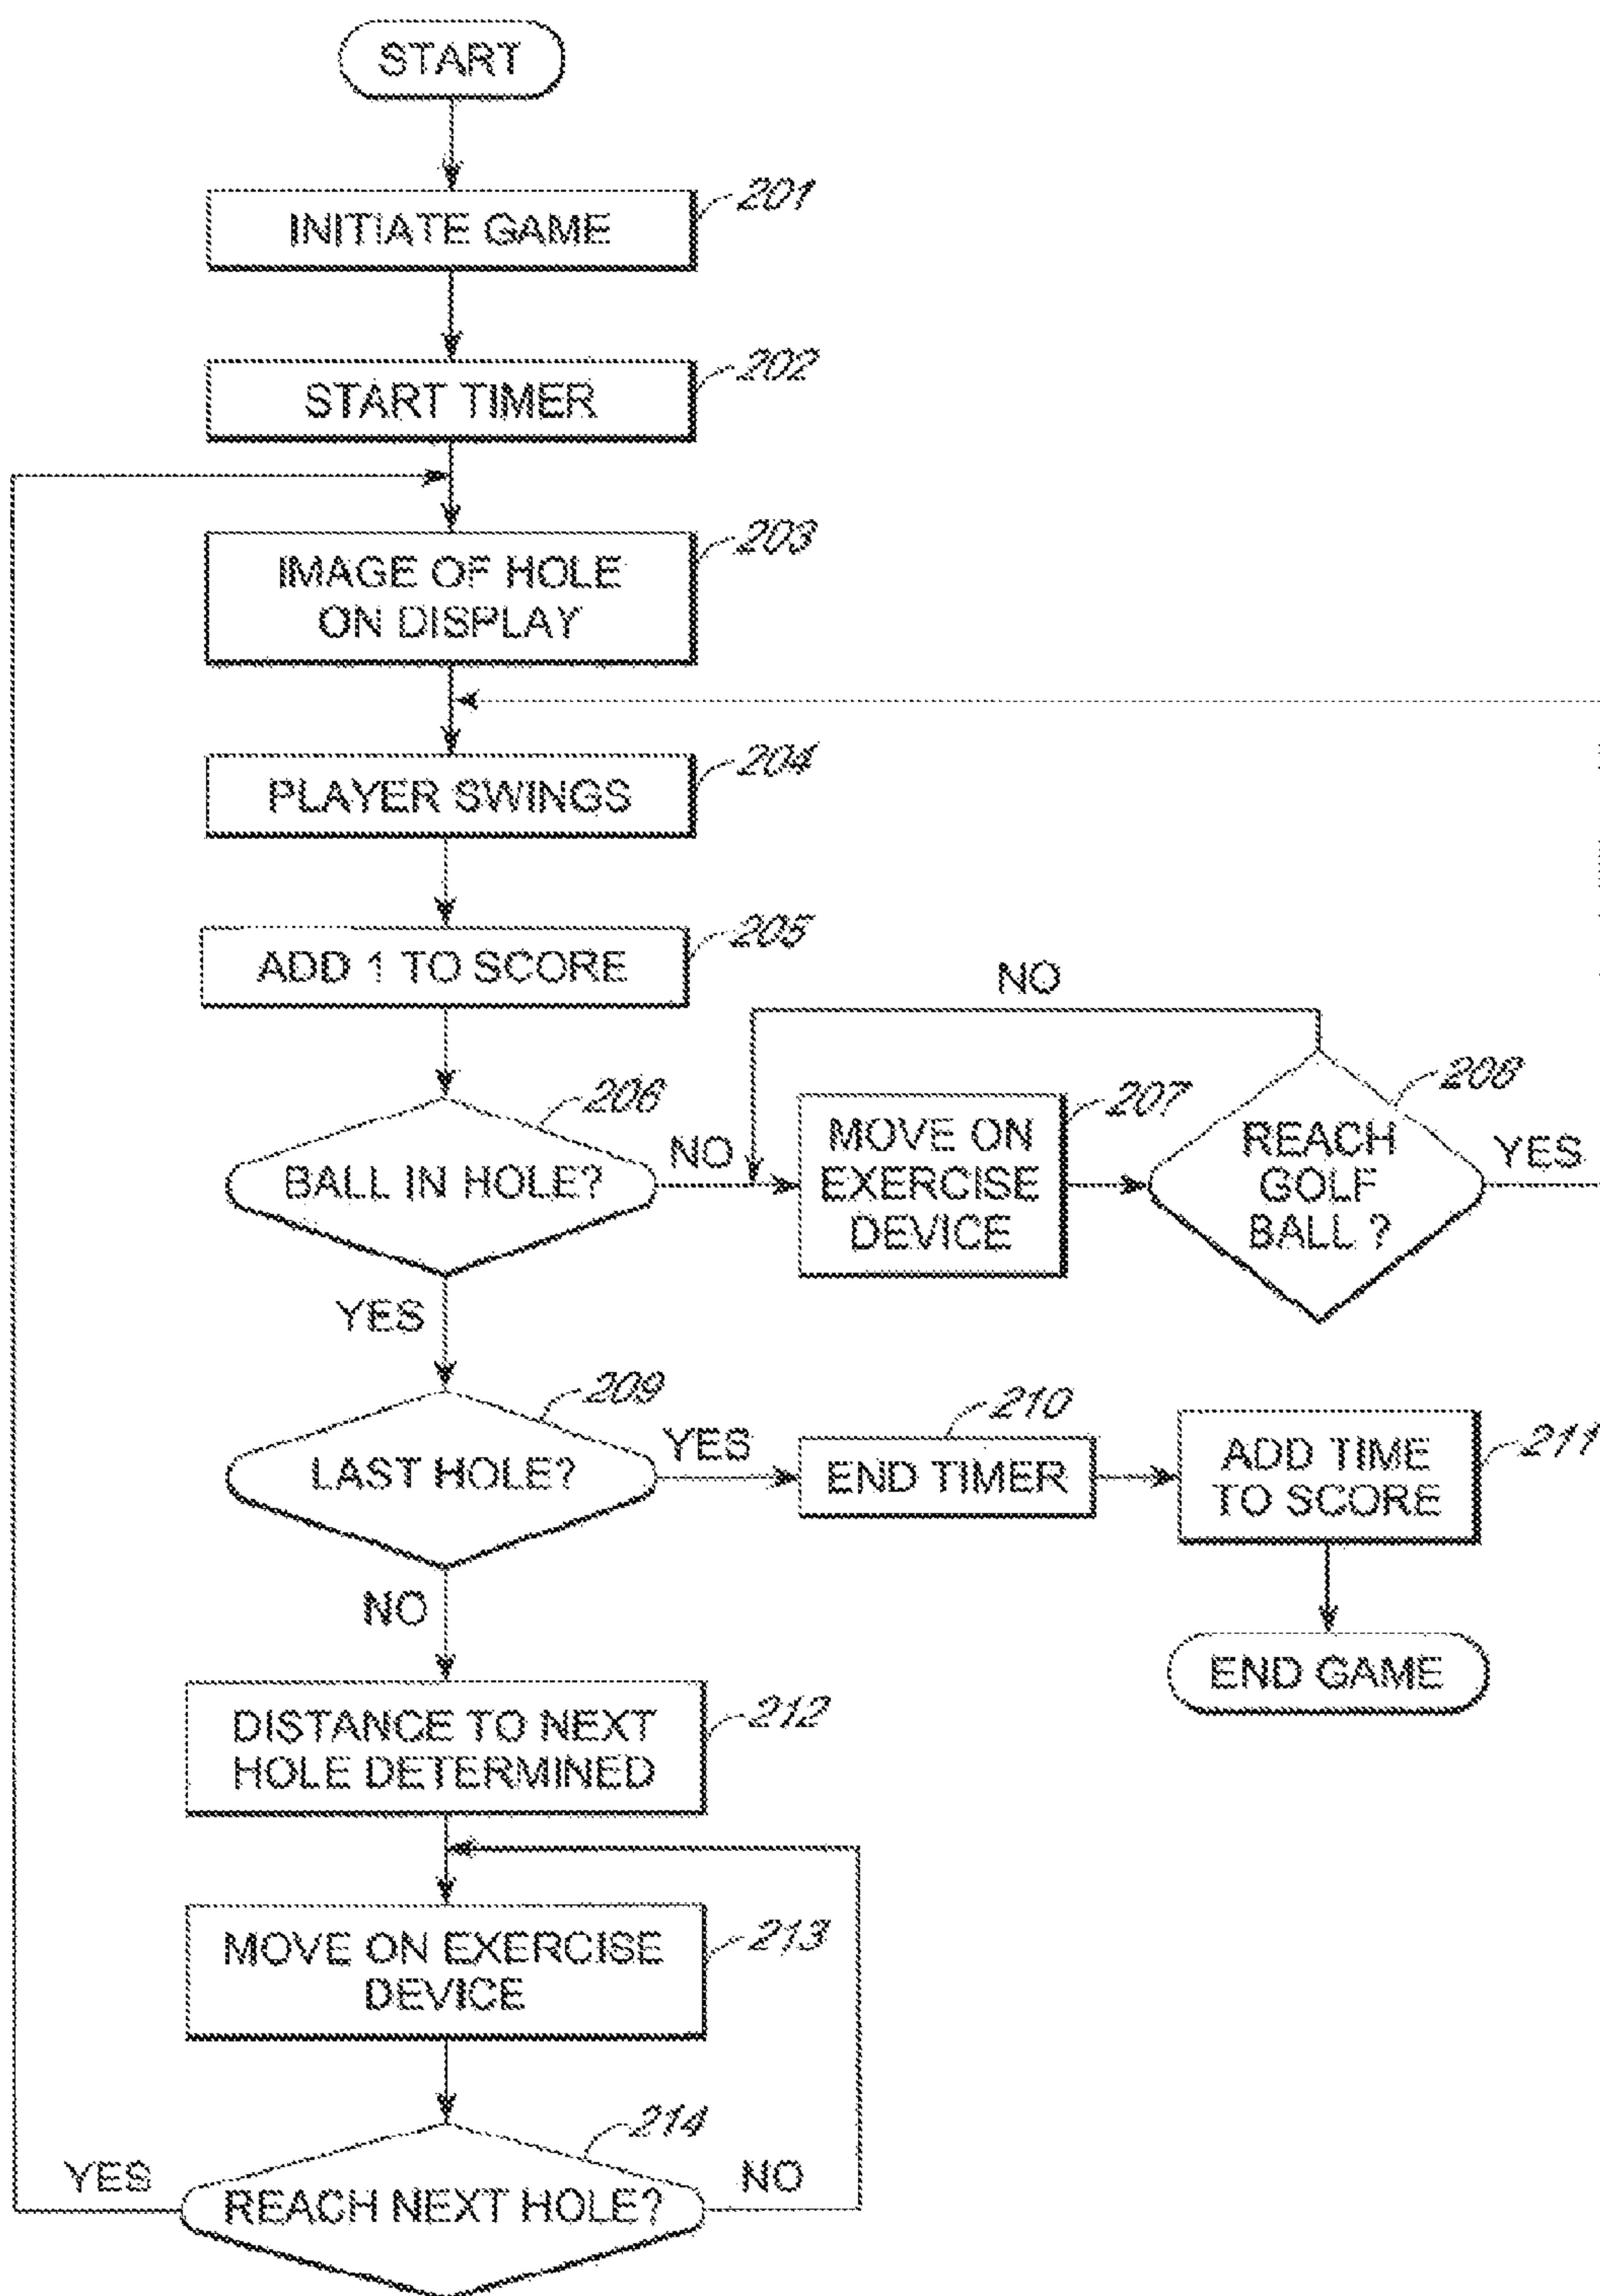 START
INITIATE GAME
201
START TIMER
202
IMAGE OF HOLE
ON DISPLAY
203
PLAYER SWINGS
204
ADD 1 TO SCORE
205
BALL IN HOLE?
206
NO
MOVE ON
EXERCISE
DEVICE
207
NO
REACH
GOLF
BALL ?
208
YES
YES
LAST HOLE?
209
YES
END TIMER
210
ADD TIME
TO SCORE
211
END GAME
NO
DISTANCE TO NEXT
HOLE DETERMINED
212
MOVE ON EXERCISE
DEVICE
213
REACH NEXT HOLE?
214
YES
NO